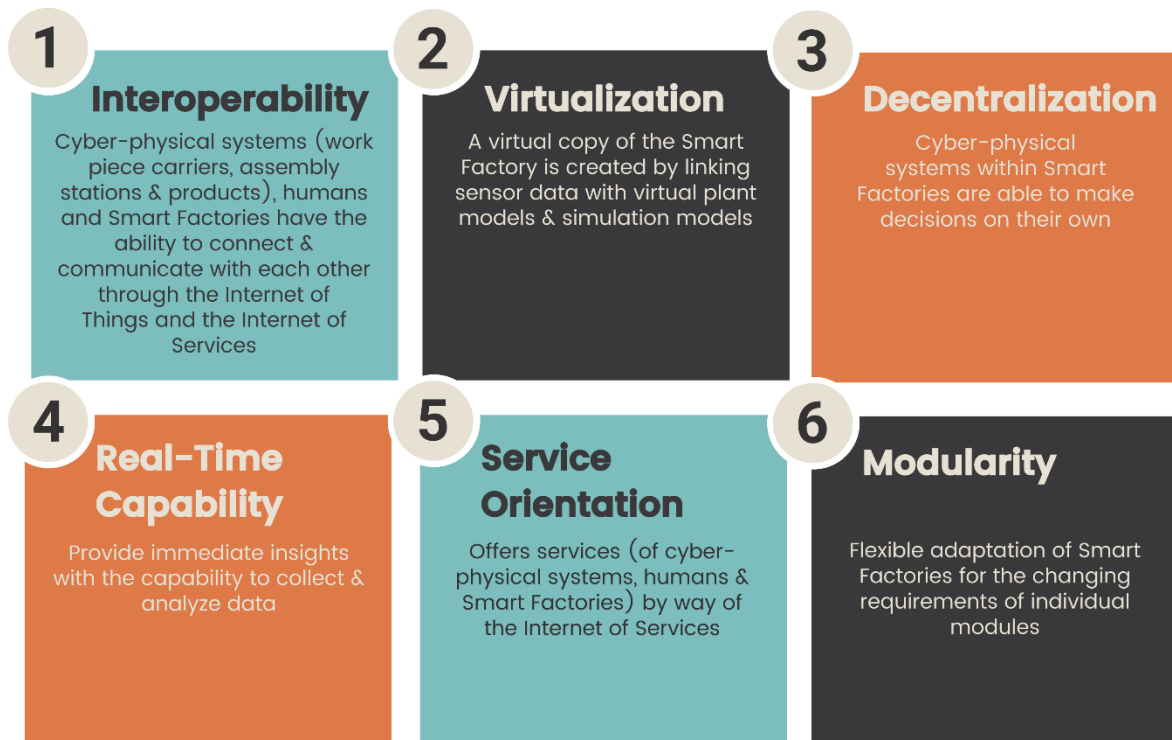 1
Interoperability
Cyber-physical systems (work
piece carriers, assembly
stations & products), humans
and Smart Factories have the
ability to connect &
communicate with each other
through the Internet of
Things and the Internet of
Services
2
Virtualization
A virtual copy of the Smart
Factory is created by linking
sensor data with virtual plant
models & simulation models
3
Decentralization
Cyber-physical
systems within Smart
Factories are able to make
decisions on their own
4
Real-Time
Capability
Provide immediate insights
with the capability to collect &
analyze data
5
Service
Orientation
Offers services (of cyber-
physical systems, humans &
Smart Factories) by way of
the Internet of Services
6
Modularity
Flexible adaptation of Smart
Factories for the changing
requirements of individual
modules